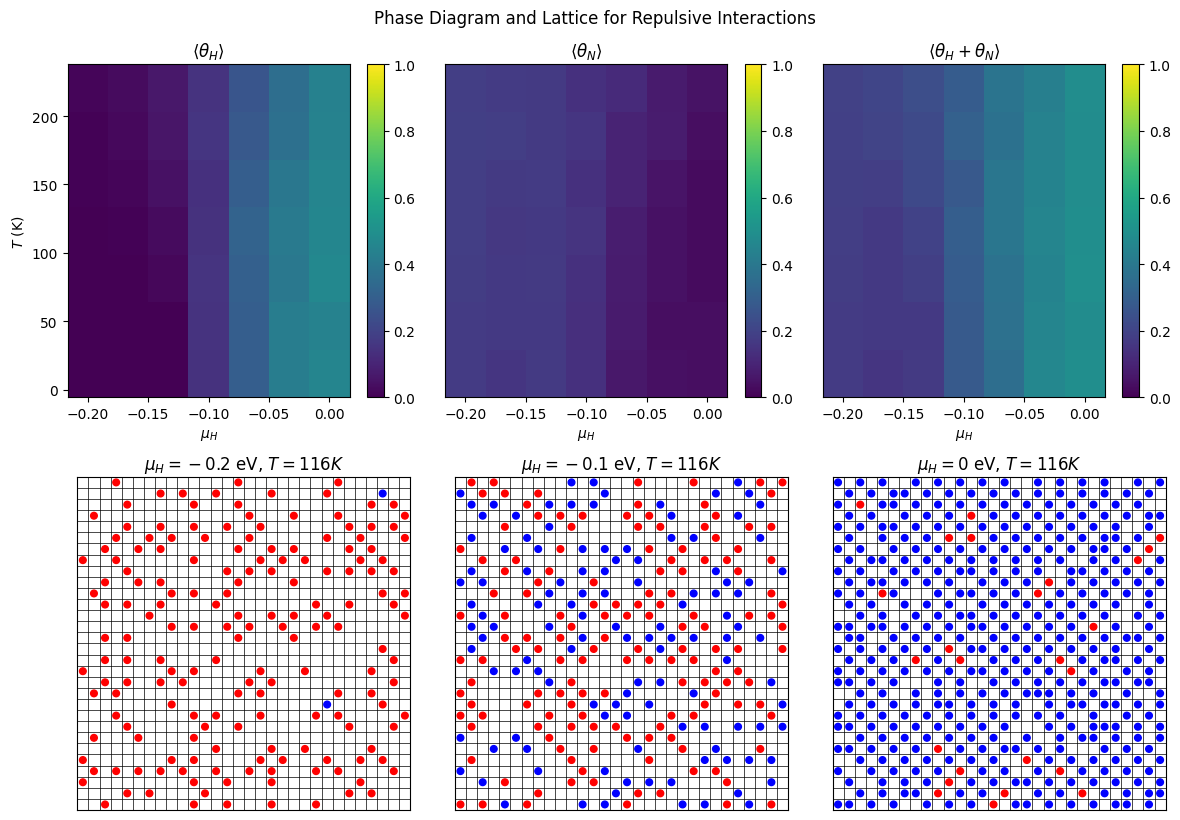 Phase Diagram and Lattice for Repulsive Interactions
⟨θ_H⟩
⟨θ_N⟩
⟨θ_H + θ_N⟩
T (K)
200
150
100
50
0
1.0
0.8
0.6
0.4
0.2
0.0
1.0
0.8
0.6
0.4
0.2
0.0
1.0
0.8
0.6
0.4
0.2
0.0
−0.20 −0.15 −0.10 −0.05 0.00
−0.20 −0.15 −0.10 −0.05 0.00
−0.20 −0.15 −0.10 −0.05 0.00
μ_H
μ_H
μ_H
μ_H = −0.2 eV, T = 116K
μ_H = −0.1 eV, T = 116K
μ_H = 0 eV, T = 116K